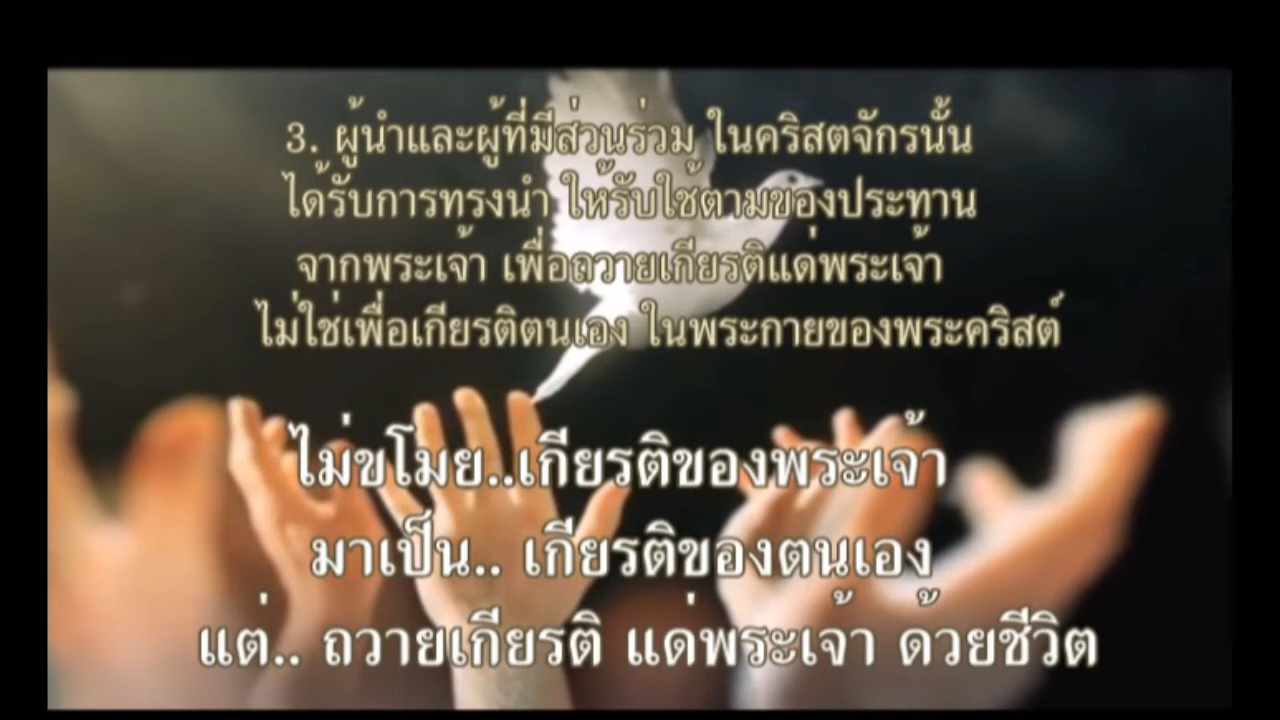 3. ผู้นำและผู้ที่มีส่วนร่วม ในคริสตจักรนั้น
ได้รับการทรงนำ ให้รับใช้ตามของประทาน
จากพระเจ้า เพื่อถวายเกียรติแด่พระเจ้า
ไม่ใช่เพื่อเกียรติตนเอง ในพระกายของพระคริสต์
ไม่ขโมย..เกียรติของพระเจ้า
มาเป็น.. เกียรติของตนเอง
แต่.. ถวายเกียรติ แด่พระเจ้า ด้วยชีวิต